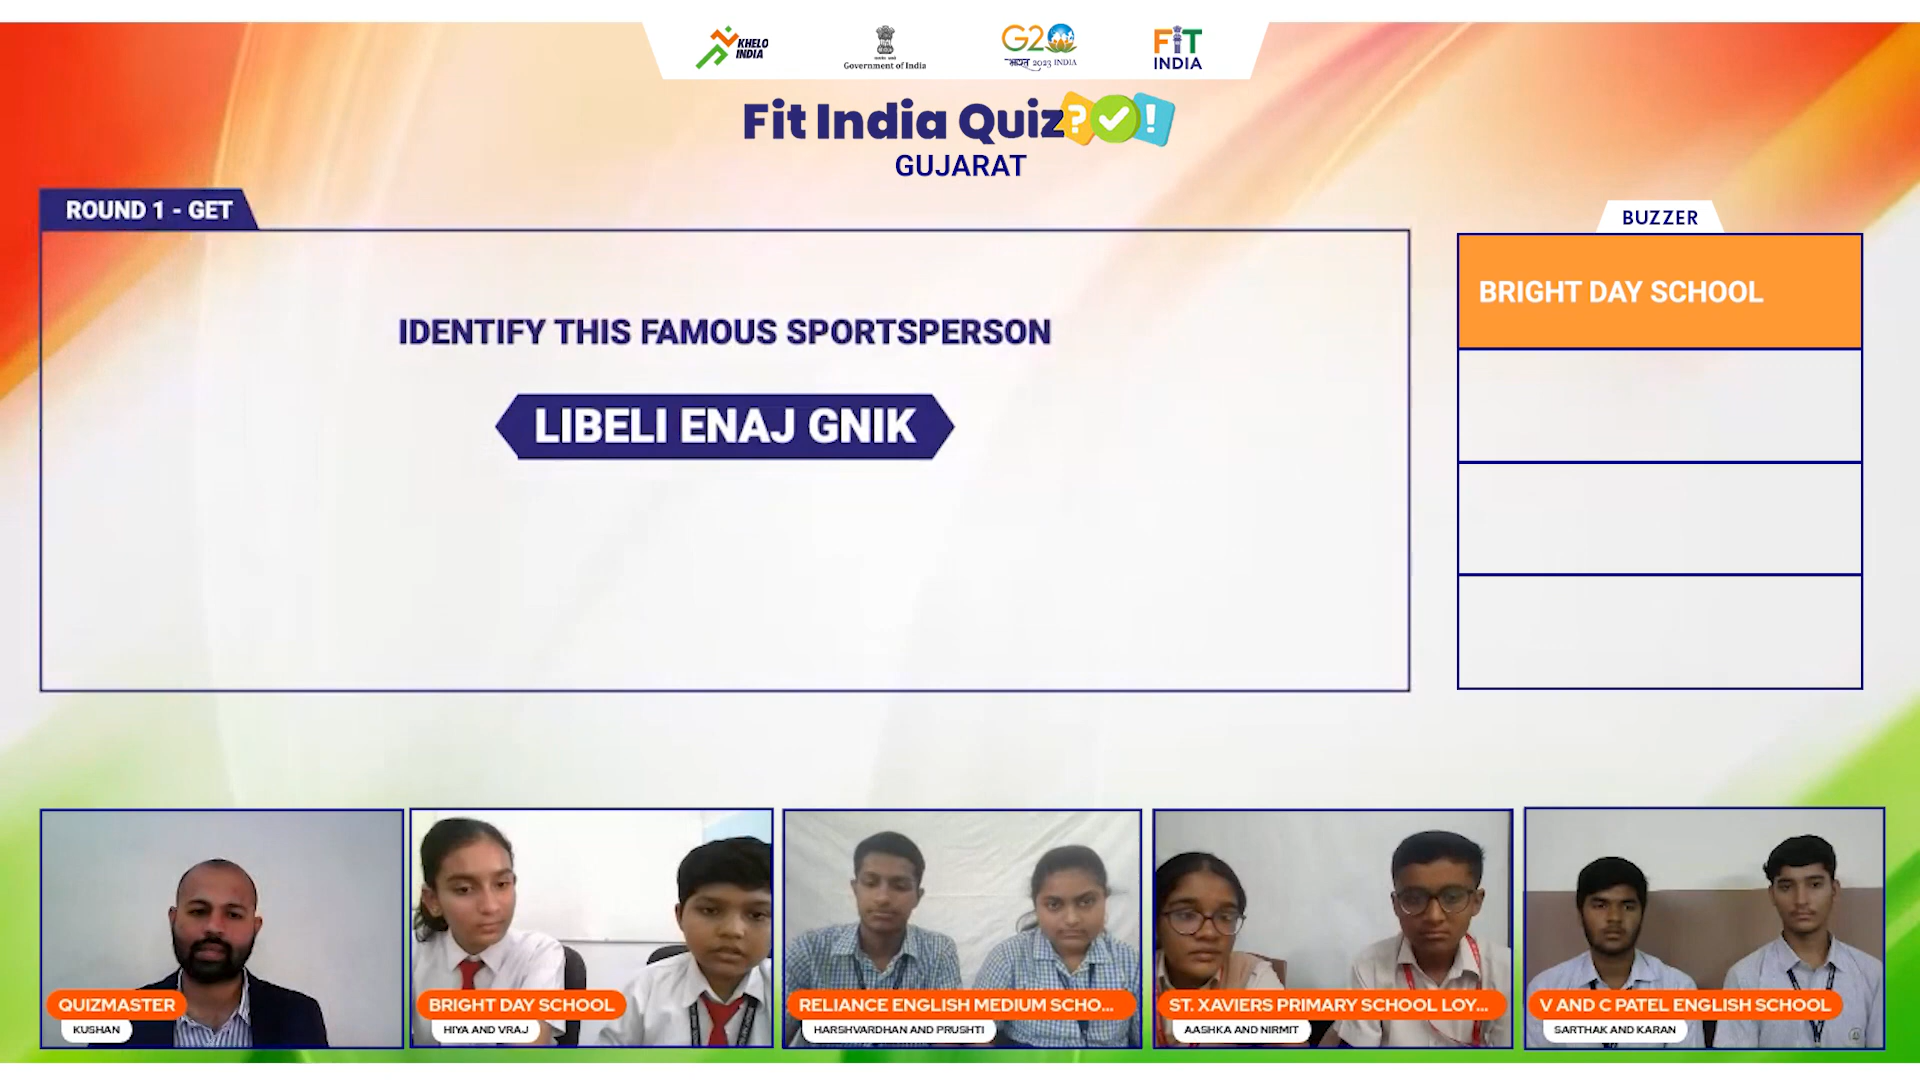 KHELO
INDIA
Government of India
G20
भारत 2023 INDIA
FIT
INDIA
Fit India Quiz?!
GUJARAT
ROUND 1 - GET
BUZZER
IDENTIFY THIS FAMOUS SPORTSPERSON
LIBELI ENAJ GNIK
BRIGHT DAY SCHOOL
QUIZMASTER
KUSHAN
BRIGHT DAY SCHOOL
HIYA AND VRAJ
RELIANCE ENGLISH MEDIUM SCHO...
HARSHVARDHAN AND PRUSHTI
ST. XAVIERS PRIMARY SCHOOL LOY...
AASHKA AND NIRMIT
V AND C PATEL ENGLISH SCHOOL
SARTHAK AND KARAN